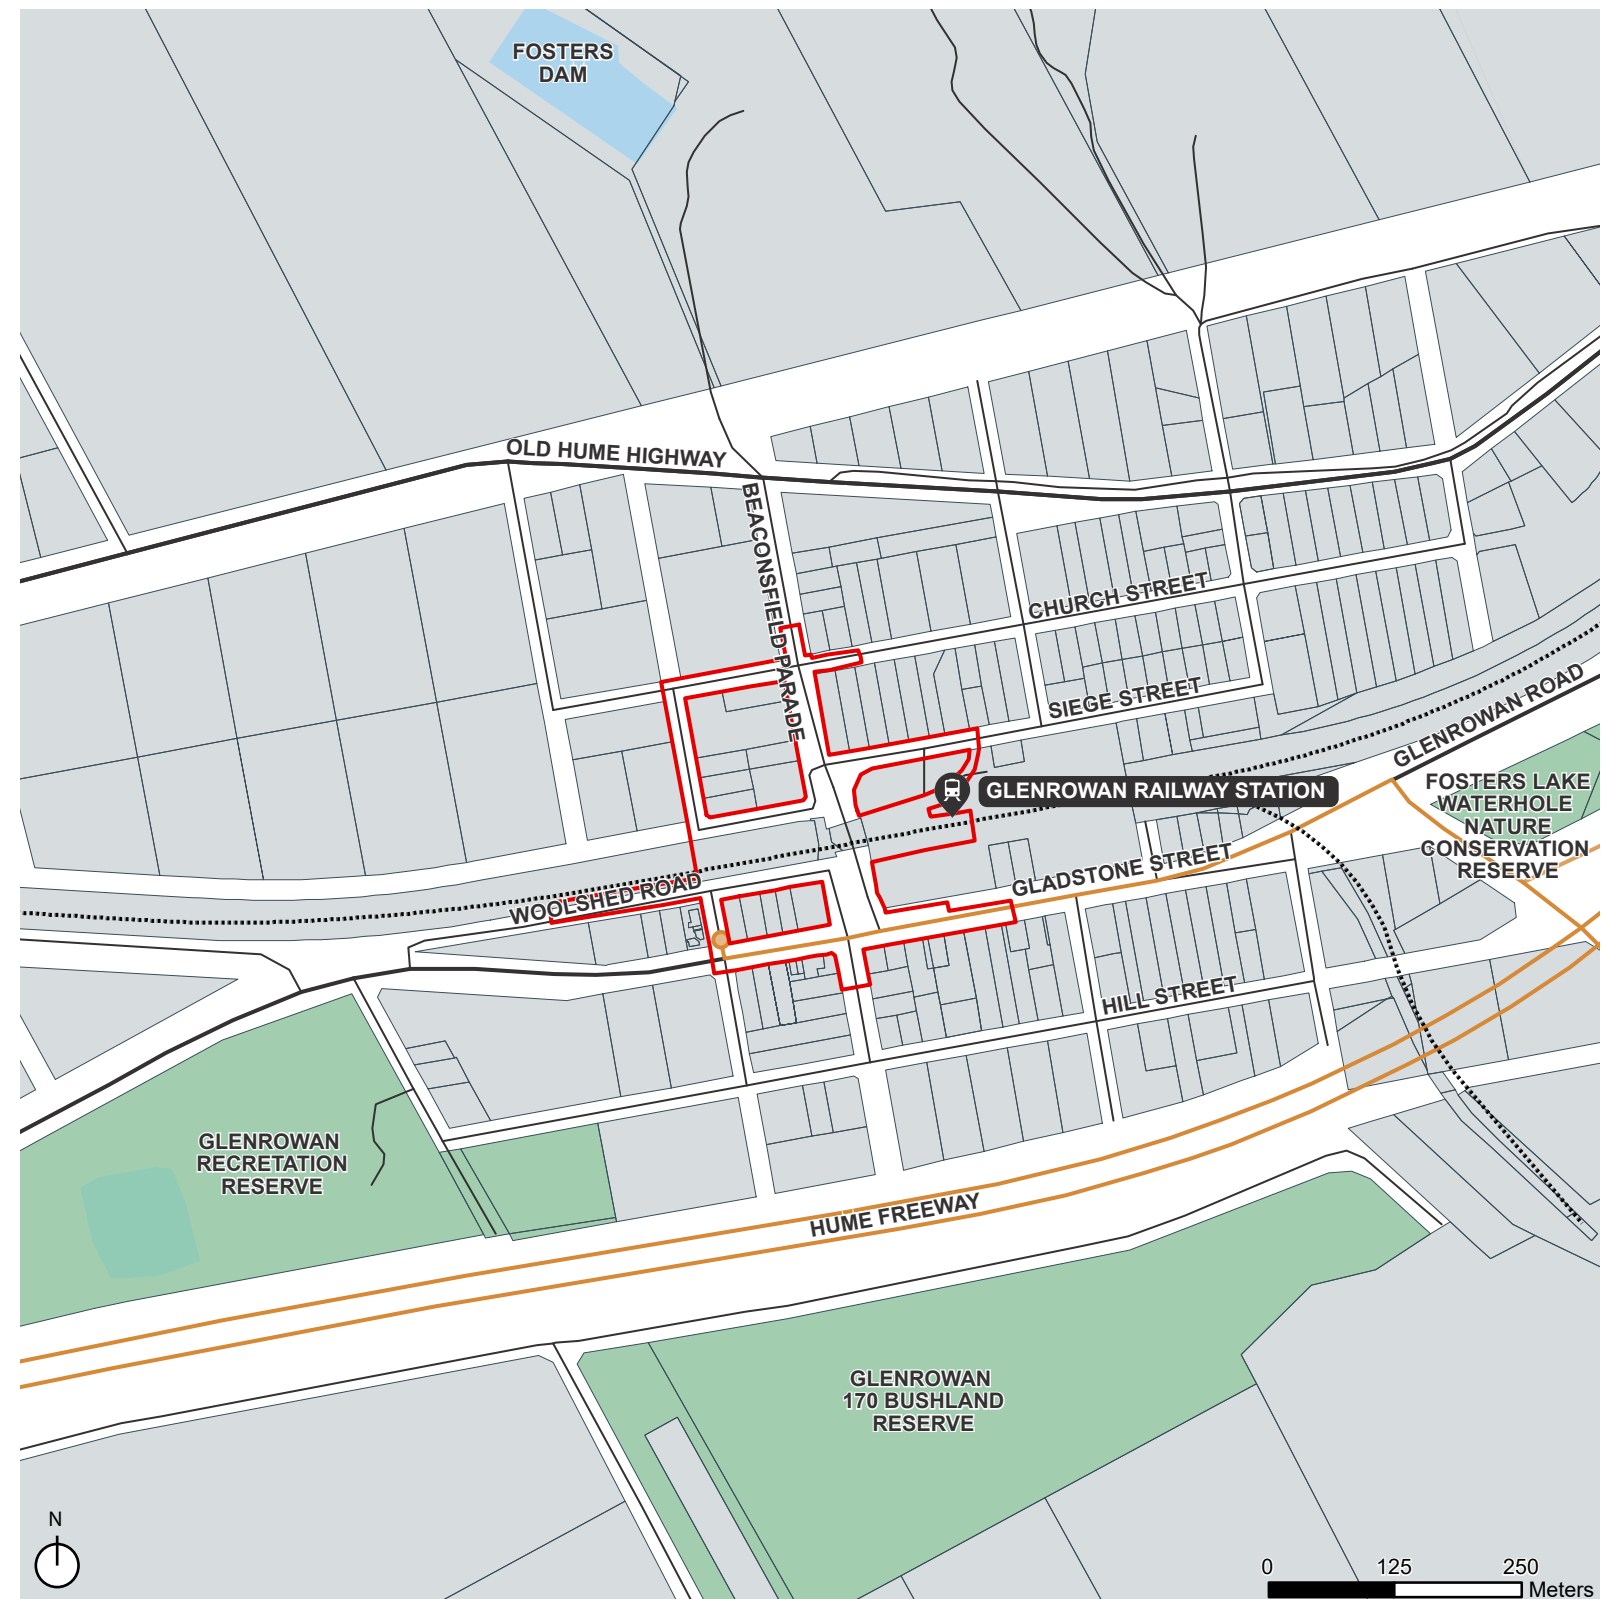 FOSTERS
DAM
OLD HUME HIGHWAY
BEACONSFIELD PARADE
CHURCH STREET
SIEGE STREET
GLENROWAN ROAD
GLENROWAN RAILWAY STATION
FOSTERS LAKE
WATERHOLE
NATURE
CONSERVATION
RESERVE
GLADSTONE STREET
WOOLSHED ROAD
HILL STREET
GLENROWAN
RECRETATION
RESERVE
HUME FREEWAY
GLENROWAN
170 BUSHLAND
RESERVE
N
0 125 250
Meters